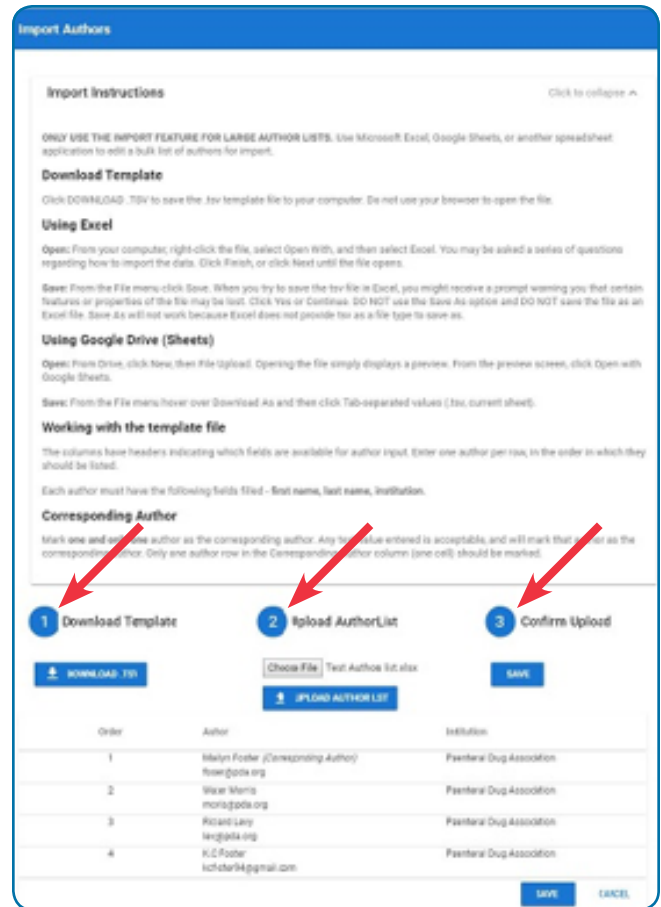 Import Authors
Import Instructions
Click to collapse
ONLY USE THE IMPORT FEATURE FOR LARGE AUTHOR LISTS. Use Microsoft Excel, Google Sheets, or another spreadsheet
application to edit a bulk list of authors for import.
Download Template
Click DOWNLOAD .TSV to save the .tsv template file to your computer. Do not use your browser to open the file.
Using Excel
Open: From your computer, right-click the file, select Open With, and then select Excel. You may be asked a series of questions
regarding how to import the data. Click Finish, or click Next until the file opens.
Save: From the File menu click Save. When you try to save the tsv file in Excel, you might receive a prompt warning you that certain
features or properties of the file may be lost. Click Yes or Continue. DO NOT use the Save As option and DO NOT save the file as an
Excel file. Save As will not work because Excel does not provide tsv as a file type to save as.
Using Google Drive (Sheets)
Open: From Drive, click New, then File Upload. Opening the file simply displays a preview. From the preview screen, click Open with
Google Sheets.
Save: From the File menu hover over Download As and then click Tab-separated values (.tsv, current sheet).
Working with the template file
The columns have headers indicating which fields are available for author input. Enter one author per row, in the order in which they
should be listed.
Each author must have the following fields filled - first name, last name, institution.
Corresponding Author
Mark one and only one author as the corresponding author. Any text value entered is acceptable, and will mark that author as the
corresponding author. Only one author row in the Corresponding Author column (one cell) should be marked.
1 Download Template
2 Upload AuthorList
3 Confirm Upload
DOWNLOAD .TSV
Choose File
SAVE
UPLOAD AUTHOR LIST
Order Author Institution
1 Foster (Corresponding Author)
2
3
4 K.C Foster
SAVE CANCEL